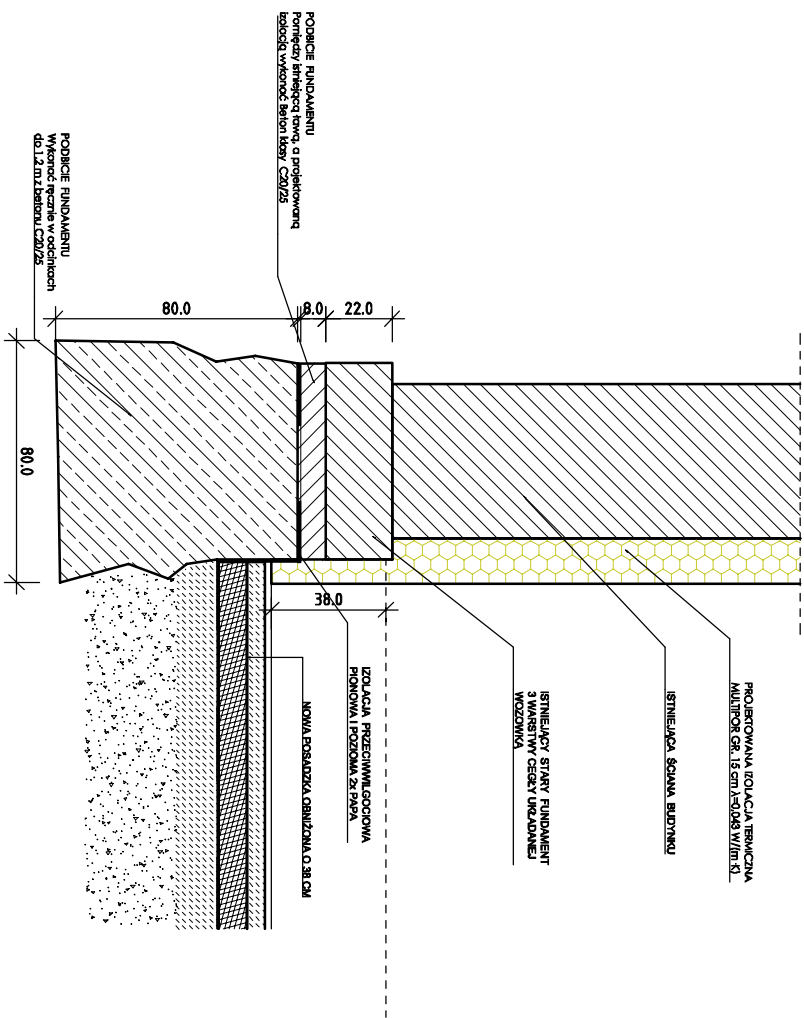 PODBICIE FUNDAMENTU
Pomiędzy istniejącą ławą, a projektowaną
izolacją wykonać Beton klasy C20/25
PODBICIE FUNDAMENTU
Wykonać ręcznie w odcinkach
do 1.2 m z betonu C20/25
80.0
8.0
22.0
80.0
38.0
PROJEKTOWANA IZOLACJA TERMICZNA
MULTIPOR GR. 15 cm λ=0,043 W/(m·K)
ISTNIEJĄCA ŚCIANA BUDYNKU
ISTNIEJĄCY STARY FUNDAMENT
3 WARSTWY CEGŁY UKŁADANEJ
WOZÓWKĄ
IZOLACJA PRZECIWWILGOCIOWA
PIONOWA I POZIOMA 2x PAPA
NOWA POSADZKA OBNIŻONA O 38 CM